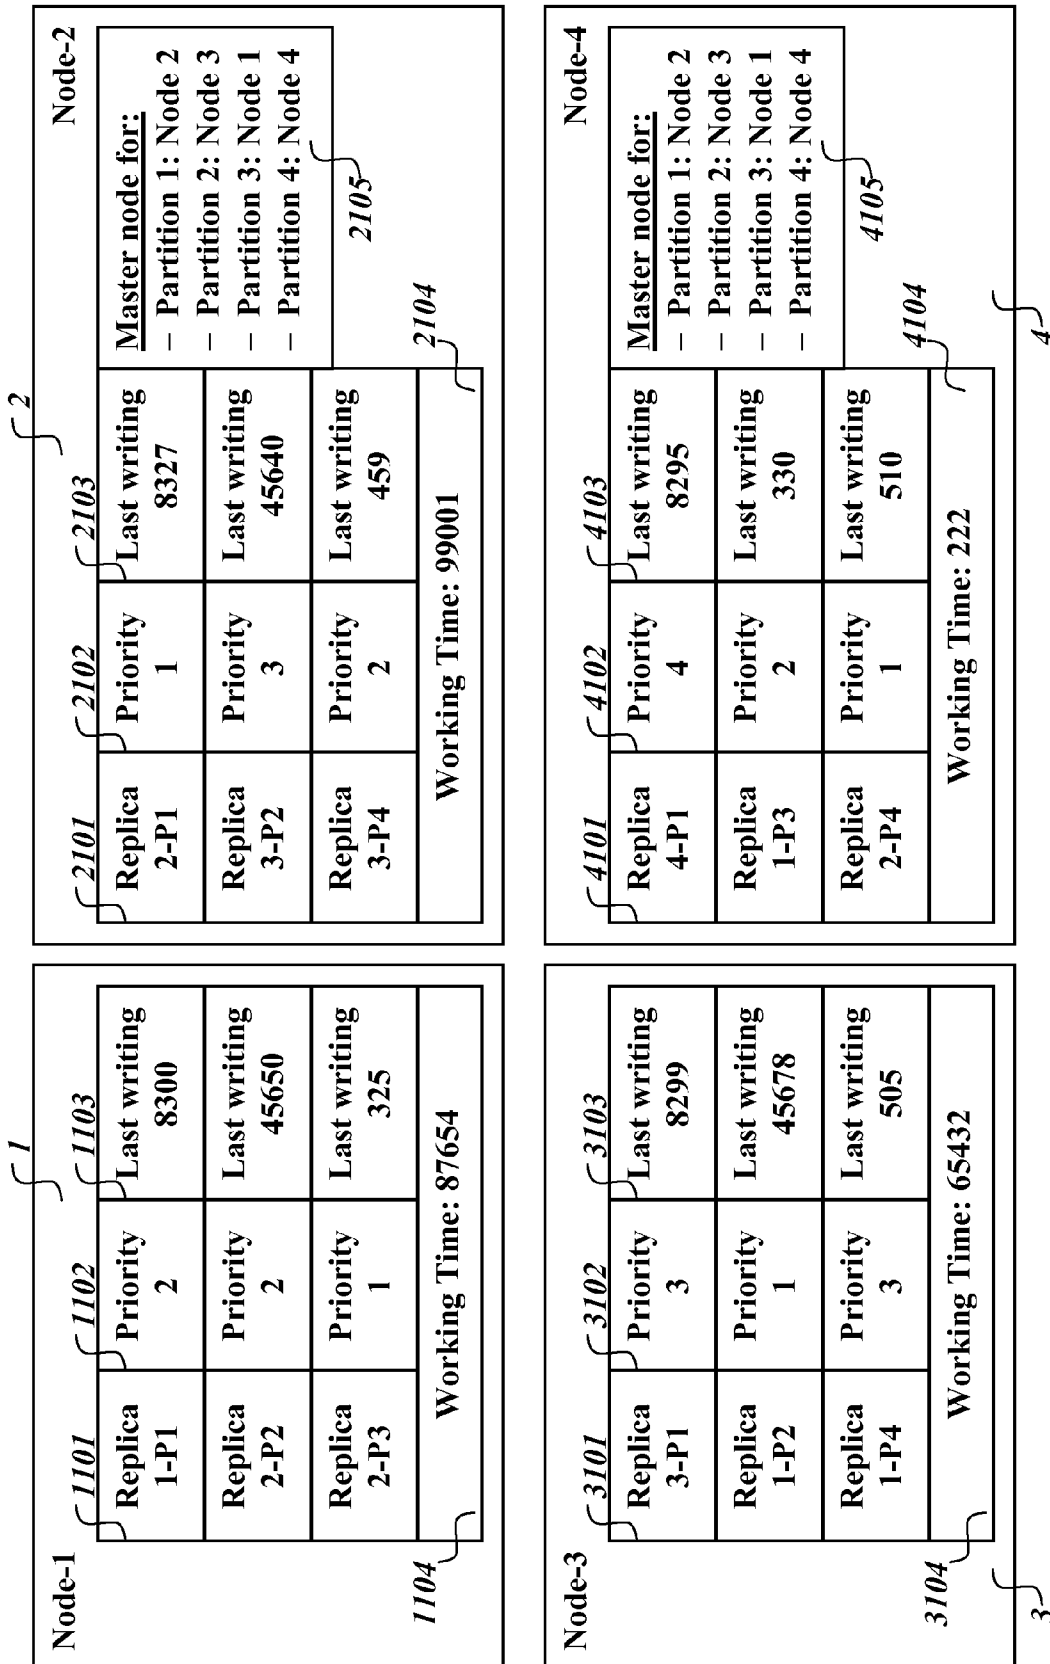 1
Node-1
1101
1102
1103
Replica
1-P1
Priority
2
Last writing
8300
Replica
2-P2
Priority
2
Last writing
45650
Replica
2-P3
Priority
1
Last writing
325
Working Time: 87654
1104
2
Node-2
2101
2102
2103
Replica
2-P1
Priority
1
Last writing
8327
Replica
3-P2
Priority
3
Last writing
45640
Replica
3-P4
Priority
2
Last writing
459
Working Time: 99001
2104
Master node for:
– Partition 1: Node 2
– Partition 2: Node 3
– Partition 3: Node 1
– Partition 4: Node 4
2105
Node-3
3101
3102
3103
Replica
3-P1
Priority
3
Last writing
8299
Replica
1-P2
Priority
1
Last writing
45678
Replica
1-P4
Priority
3
Last writing
505
Working Time: 65432
3104
3
Node-4
4101
4102
4103
Replica
4-P1
Priority
4
Last writing
8295
Replica
1-P3
Priority
2
Last writing
330
Replica
2-P4
Priority
1
Last writing
510
Working Time: 222
4104
Master node for:
– Partition 1: Node 2
– Partition 2: Node 3
– Partition 3: Node 1
– Partition 4: Node 4
4105
4